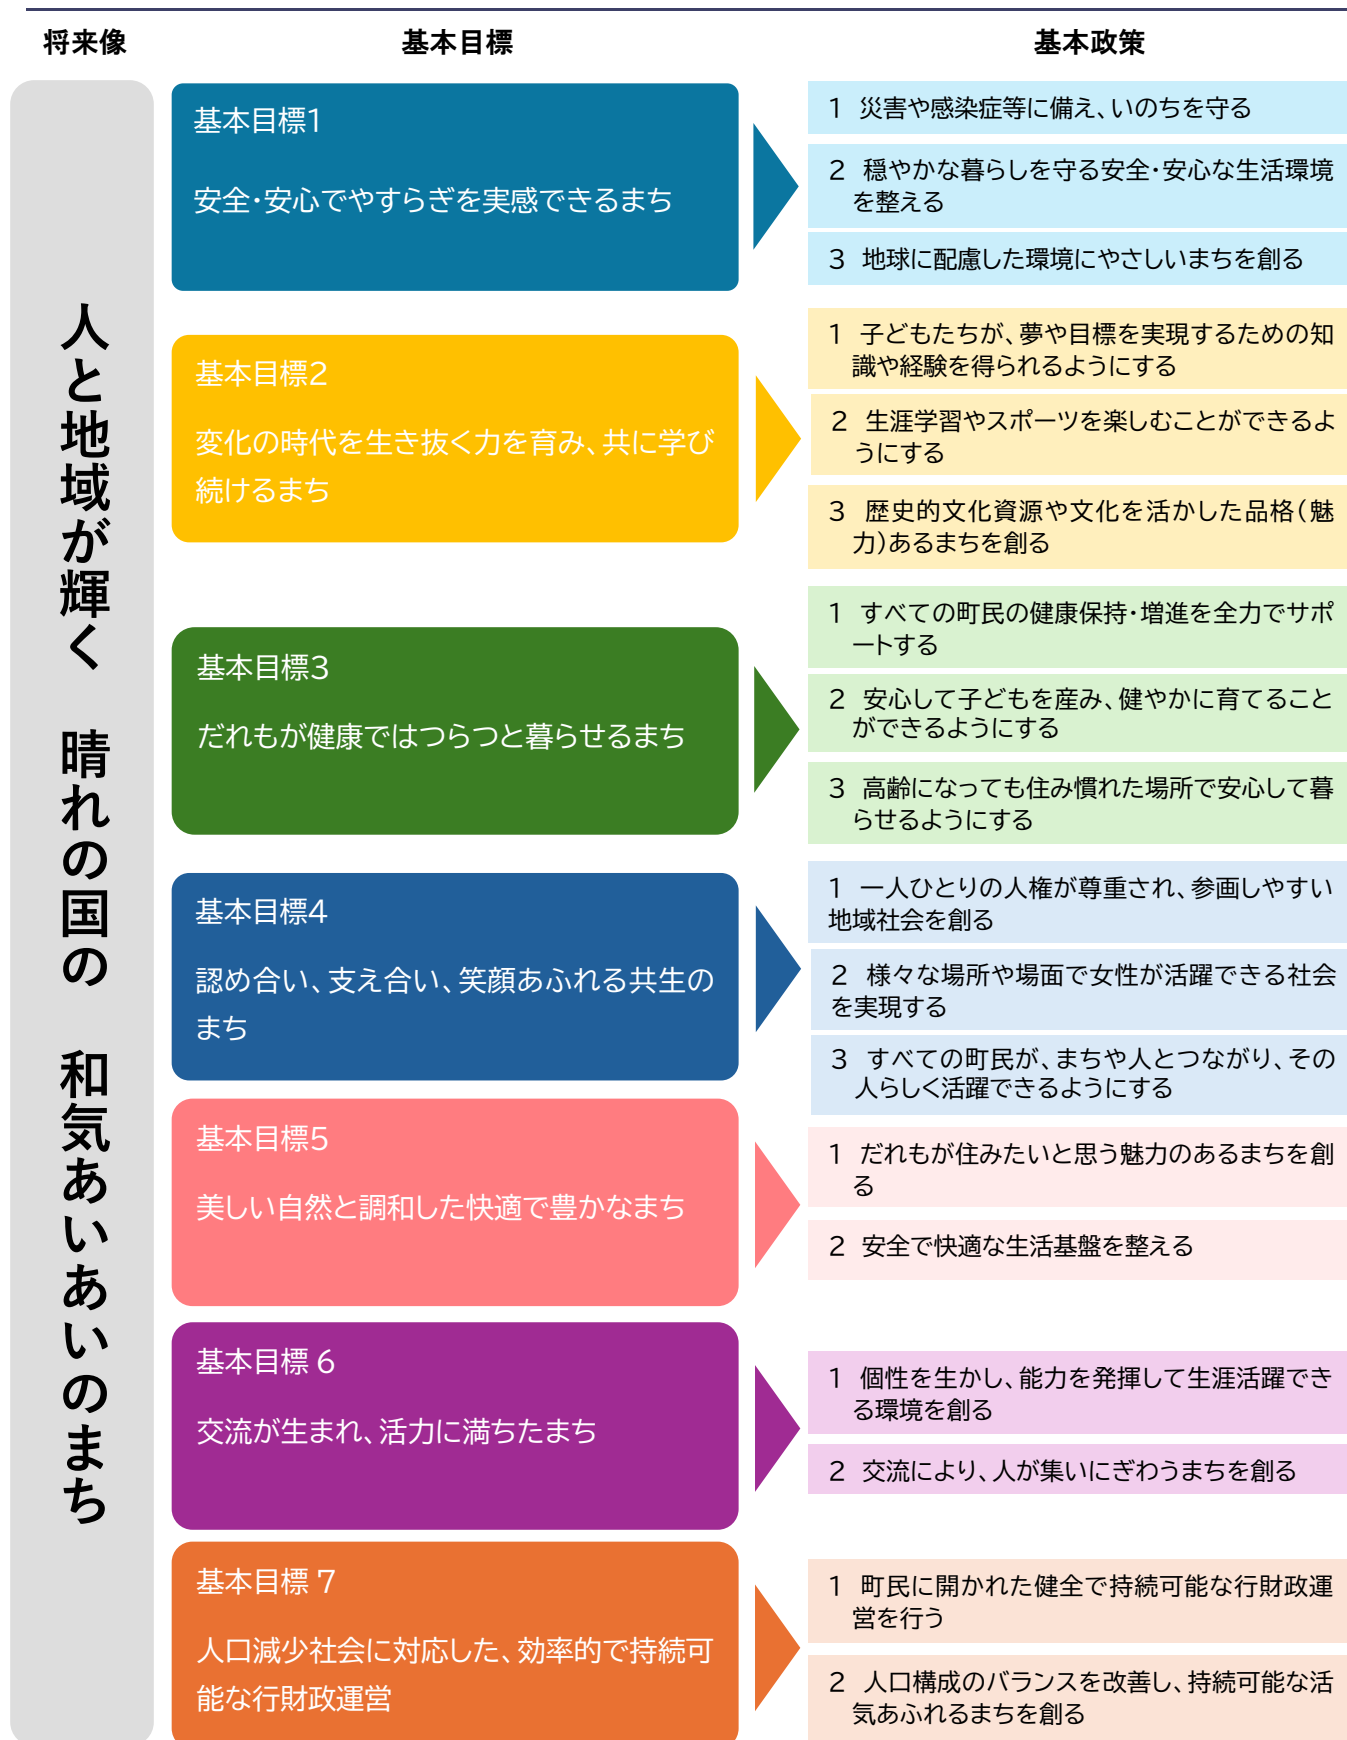 将来像
基本目標
基本政策
人と地域が輝く　晴れの国の　和気あいあいのまち
基本目標1
安全・安心でやすらぎを実感できるまち
1 災害や感染症等に備え、いのちを守る
2 穏やかな暮らしを守る安全・安心な生活環境
を整える
3 地球に配慮した環境にやさしいまちを創る
基本目標2
変化の時代を生き抜く力を育み、共に学び
続けるまち
1 子どもたちが、夢や目標を実現するための知
識や経験を得られるようにする
2 生涯学習やスポーツを楽しむことができるよ
うにする
3 歴史的文化資源や文化を活かした品格（魅
力）あるまちを創る
基本目標3
だれもが健康ではつらつと暮らせるまち
1 すべての町民の健康保持・増進を全力でサポ
ートする
2 安心して子どもを産み、健やかに育てること
ができるようにする
3 高齢になっても住み慣れた場所で安心して暮
らせるようにする
基本目標4
認め合い、支え合い、笑顔あふれる共生の
まち
1 一人ひとりの人権が尊重され、参画しやすい
地域社会を創る
2 様々な場所や場面で女性が活躍できる社会
を実現する
3 すべての町民が、まちや人とつながり、その
人らしく活躍できるようにする
基本目標5
美しい自然と調和した快適で豊かなまち
1 だれもが住みたいと思う魅力のあるまちを創
る
2 安全で快適な生活基盤を整える
基本目標 6
交流が生まれ、活力に満ちたまち
1 個性を生かし、能力を発揮して生涯活躍でき
る環境を創る
2 交流により、人が集いにぎわうまちを創る
基本目標 7
人口減少社会に対応した、効率的で持続可
能な行財政運営
1 町民に開かれた健全で持続可能な行財政運
営を行う
2 人口構成のバランスを改善し、持続可能な活
気あふれるまちを創る